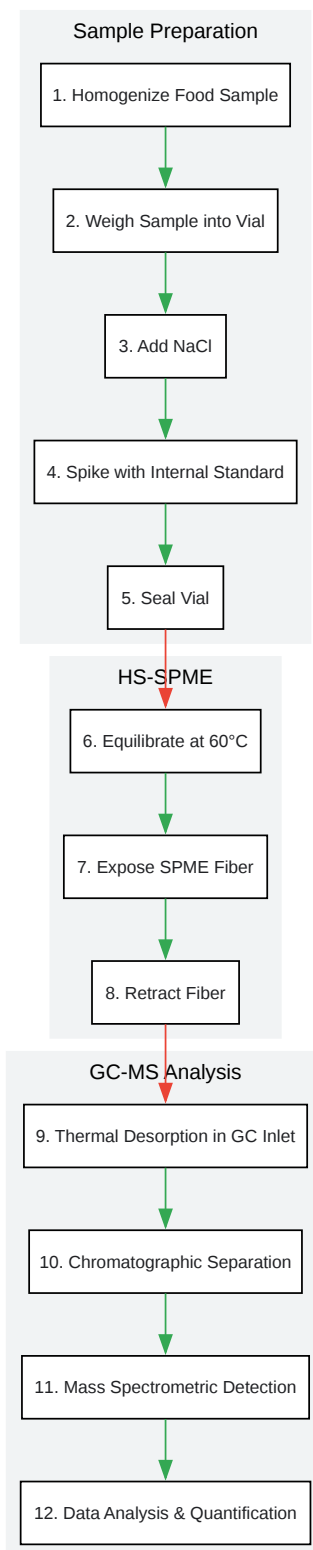 Sample Preparation
1. Homogenize Food Sample
2. Weigh Sample into Vial
3. Add NaCl
4. Spike with Internal Standard
5. Seal Vial
HS-SPME
6. Equilibrate at 60°C
7. Expose SPME Fiber
8. Retract Fiber
GC-MS Analysis
9. Thermal Desorption in GC Inlet
10. Chromatographic Separation
11. Mass Spectrometric Detection
12. Data Analysis & Quantification